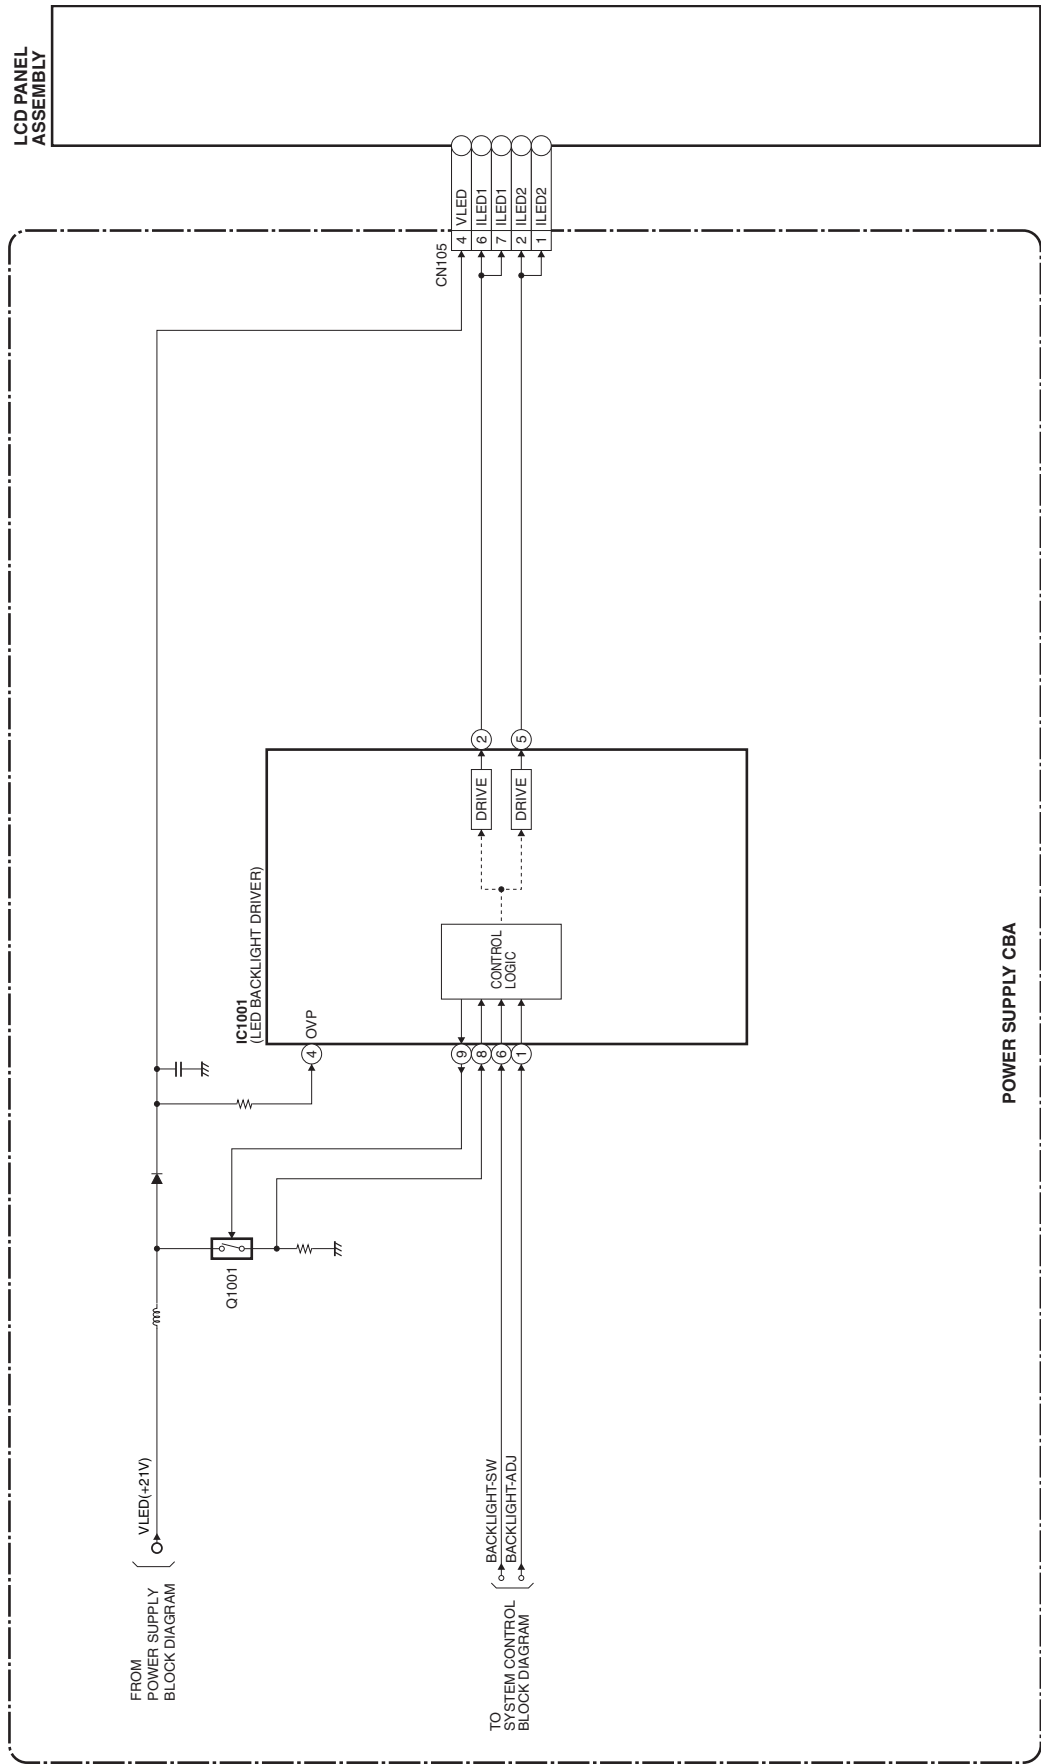 LCD PANEL
ASSEMBLY
CN105
4 VLED
6 ILED1
7 ILED1
2 ILED2
1 ILED2
IC1001
(LED BACKLIGHT DRIVER)
4 OVP
9
8
6
1
CONTROL
LOGIC
DRIVE
DRIVE
2
5
Q1001
VLED(+21V)
FROM
POWER SUPPLY
BLOCK DIAGRAM
BACKLIGHT-SW
BACKLIGHT-ADJ
TO
SYSTEM CONTROL
BLOCK DIAGRAM
POWER SUPPLY CBA